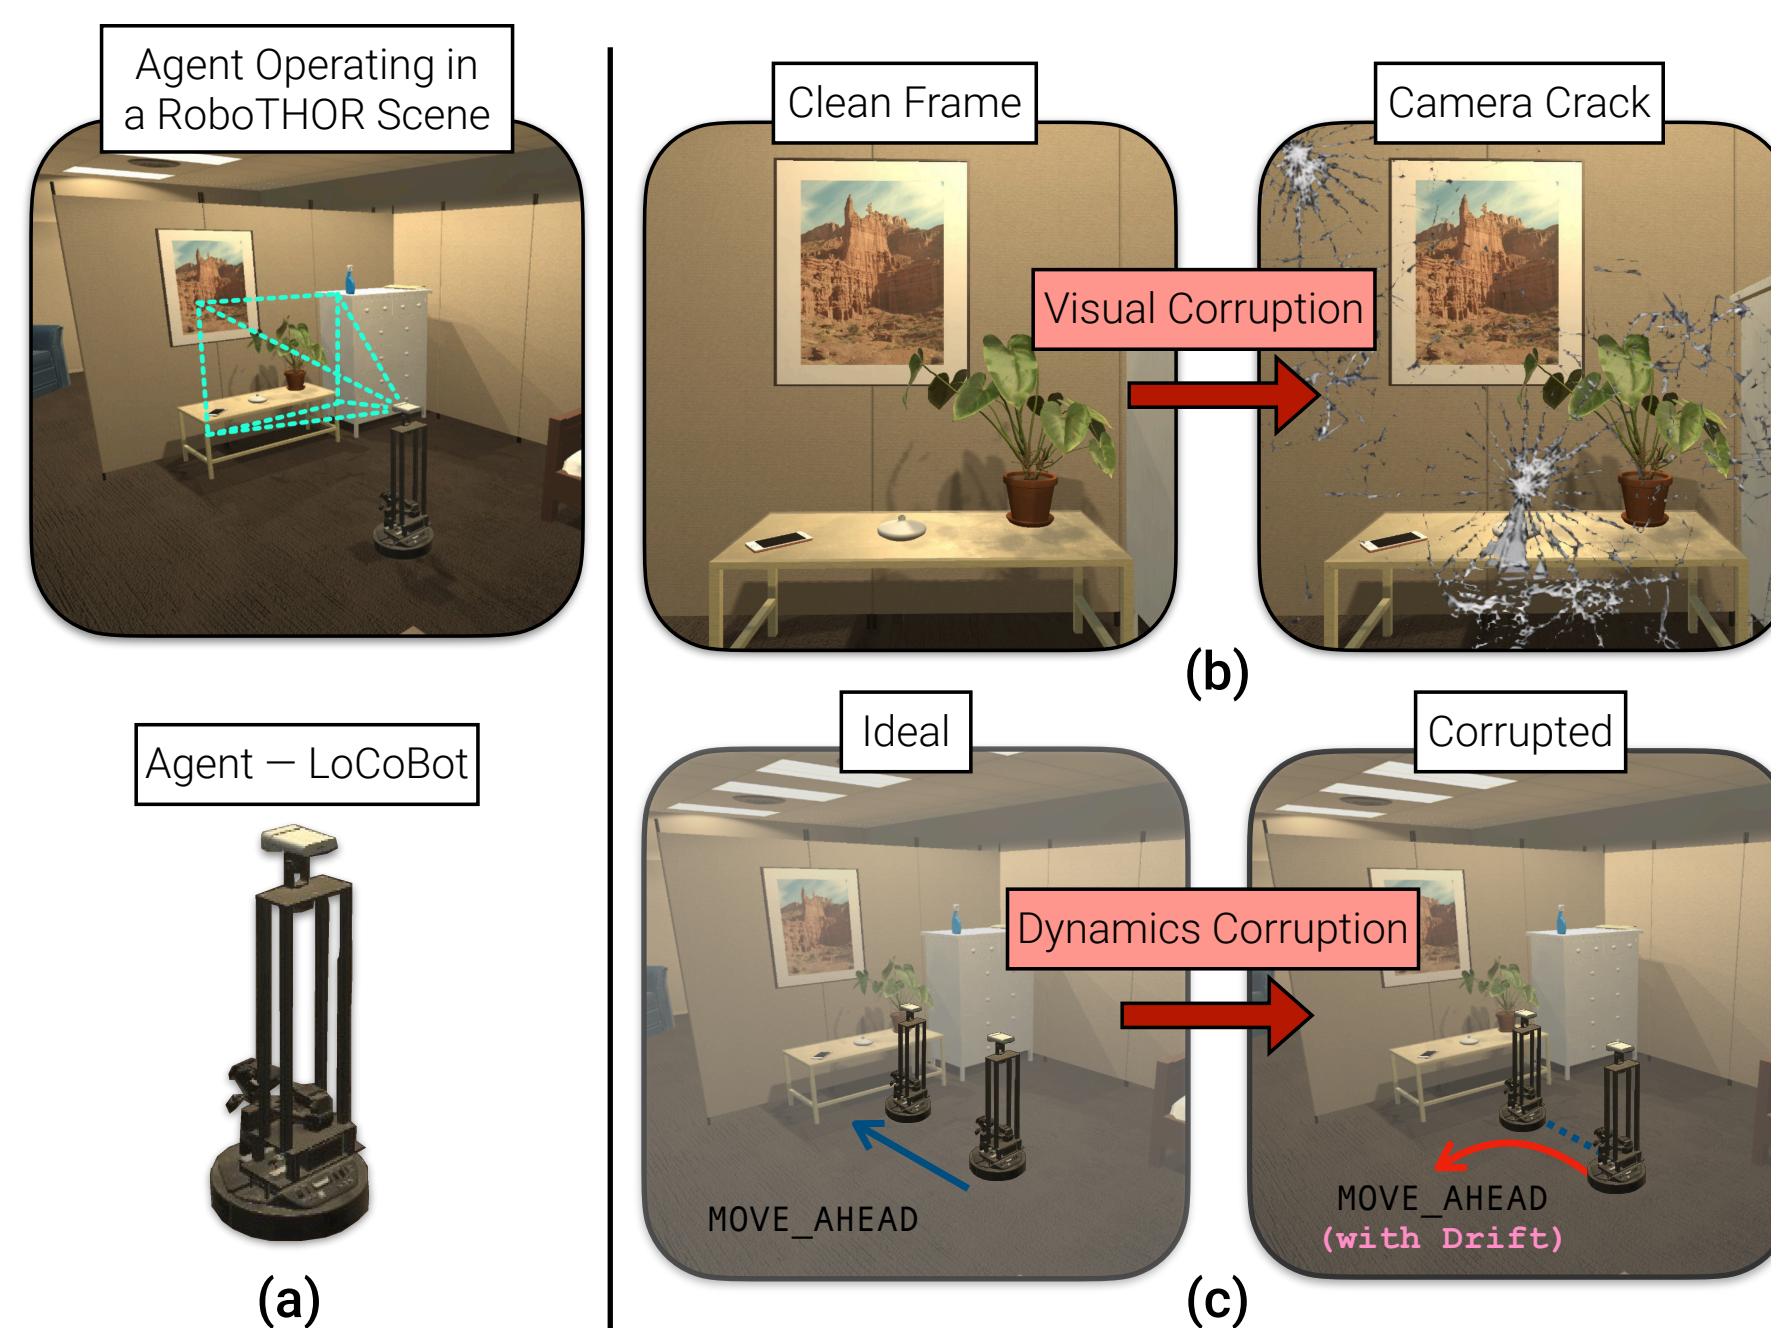 Agent Operating in
a RoboTHOR Scene
Agent — LoCoBot
(a)
Clean Frame
Camera Crack
Visual Corruption
(b)
Ideal
Corrupted
Dynamics Corruption
MOVE_AHEAD
MOVE_AHEAD
(with Drift)
(c)